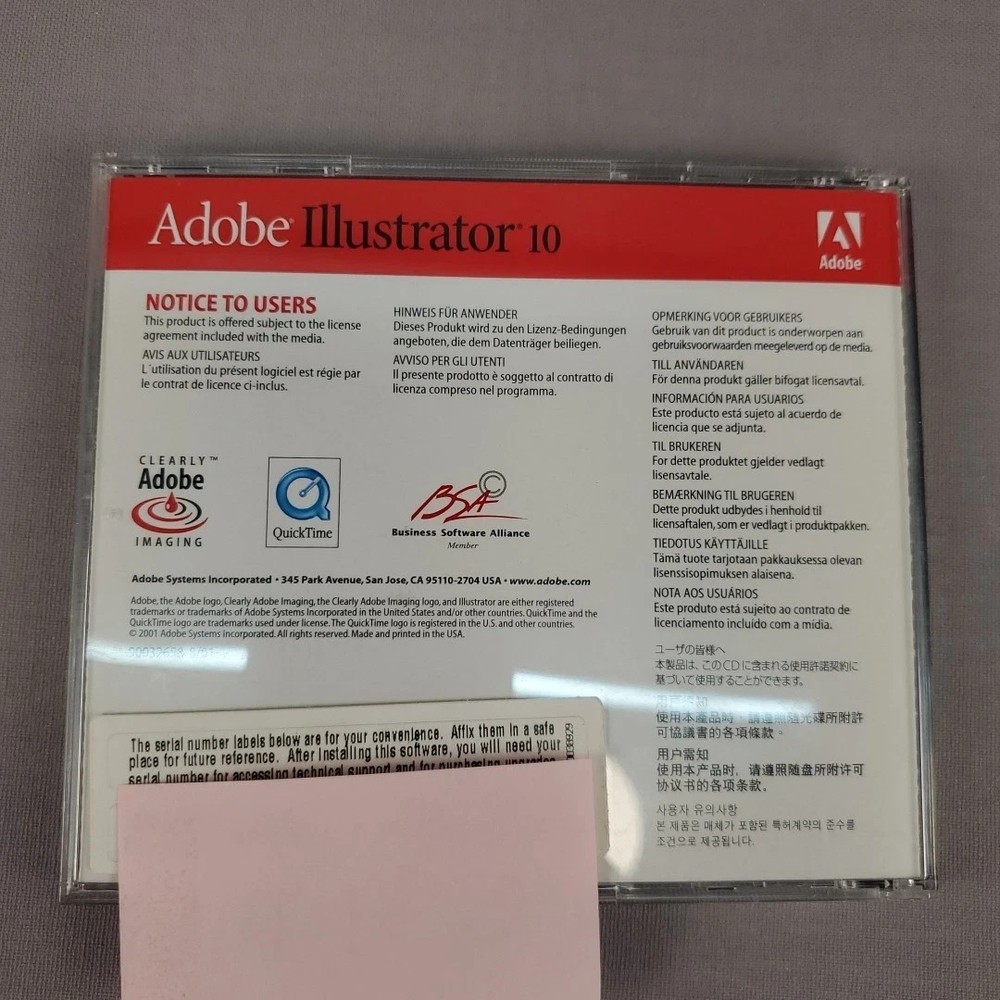 Adobe® Illustrator® 10
Adobe
NOTICE TO USERS
This product is offered subject to the license
agreement included with the media.
AVIS AUX UTILISATEURS
L´utilisation du présent logiciel est régie par
le contrat de licence ci-inclus.
HINWEIS FÜR ANWENDER
Dieses Produkt wird zu den Lizenz-Bedingungen
angeboten, die dem Datenträger beiliegen.
AVVISO PER GLI UTENTI
Il presente prodotto è soggetto al contratto di
licenza compreso nel programma.
OPMERKING VOOR GEBRUIKERS
Gebruik van dit product is onderworpen aan
gebruiksvoorwaarden meegeleverd op de media.
TILL ANVÄNDAREN
För denna produkt gäller bifogat licensavtal.
INFORMACIÓN PARA USUARIOS
Este producto está sujeto al acuerdo de
licencia que se adjunta.
TIL BRUKEREN
For dette produktet gjelder vedlagt
lisensavtale.
BEMÆRKNING TIL BRUGEREN
Dette produkt udbydes i henhold til
licensaftalen, som er vedlagt i produktpakken.
TIEDOTUS KÄYTTÄJILLE
Tämä tuote tarjotaan pakkauksessa olevan
lisenssisopimuksen alaisena.
NOTA AOS USUÁRIOS
Este produto está sujeito ao contrato de
licenciamento incluído com a mídia.
ユーザの皆様へ
本製品は、このCDに含まれる使用許諾契約に
基づいて使用することができます。
用戶須知
使用本產品時，請遵照隨光碟所附許
可協議書的各項條款。
用户需知
使用本产品时，请遵照随盘所附许可
协议书的各项条款。
사용자 유의사항
본 제품은 매체가 포함된 특허계약의 준수를
조건으로 제공됩니다.
CLEARLY™
Adobe
IMAGING
QuickTime
BSA©
Business Software Alliance
Member
Adobe Systems Incorporated • 345 Park Avenue, San Jose, CA 95110-2704 USA • www.adobe.com
Adobe, the Adobe logo, Clearly Adobe Imaging, the Clearly Adobe Imaging logo, and Illustrator are either registered
trademarks or trademarks of Adobe Systems Incorporated in the United States and/or other countries. QuickTime and the
QuickTime logo are trademarks used under license. The QuickTime logo is registered in the U.S. and other countries.
© 2001 Adobe Systems Incorporated. All rights reserved. Made and printed in the USA.
The serial number labels below are for your convenience. Affix them in a safe
place for future reference. After installing this software, you will need your
serial number for accessing technical support and for purchasing upgrades